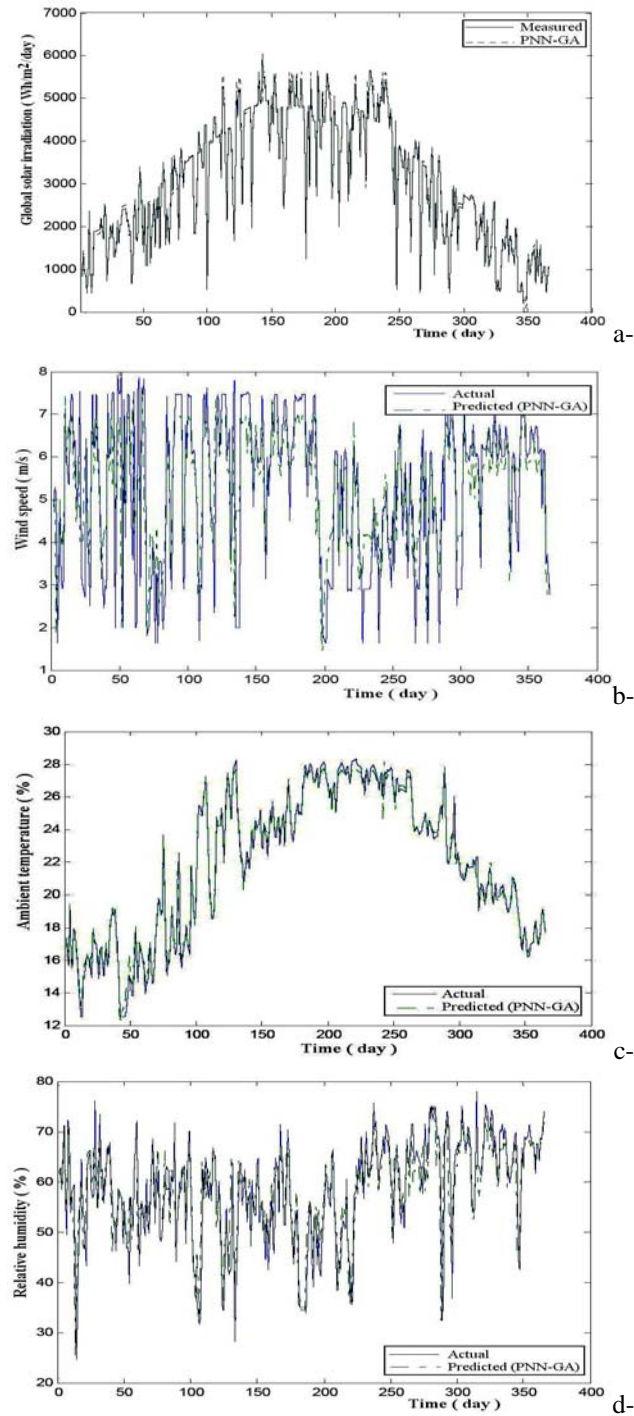 7000
6000
5000
4000
3000
2000
1000
0
Global solar irradiation ( Wh/m²/day )
Measured
PNN-GA
50 100 150 200 250 300 350 400
Time ( day )
a-
8
7
6
5
4
3
2
1
Wind speed ( m/s )
Actual
Predicted (PNN-GA)
0 50 100 150 200 250 300 350 400
Time ( day )
b-
30
28
26
24
22
20
18
16
14
12
Ambient temperature ( % )
Actual
Predicted (PNN-GA)
0 50 100 150 200 250 300 350 400
Time ( day )
c-
80
70
60
50
40
30
20
Relative humidity ( % )
Actual
Predicted (PNN-GA)
0 50 100 150 200 250 300 350 400
Time ( day )
d-